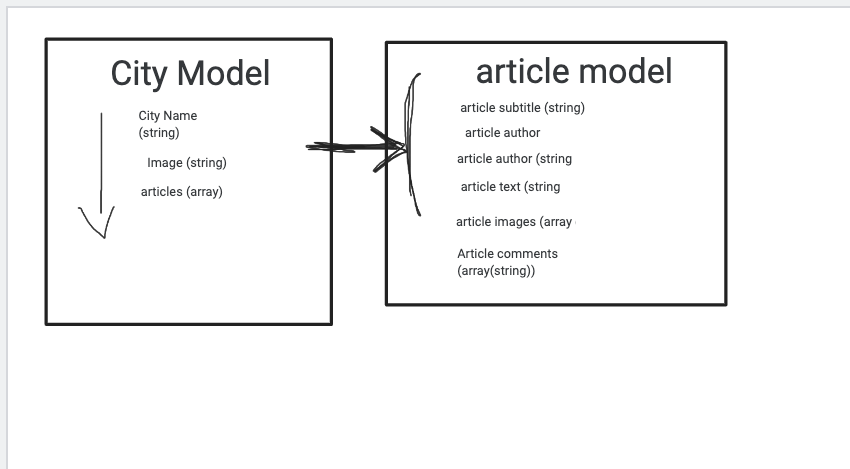 City Model
City Name
(string)
Image (string)
articles (array)
article model
article subtitle (string)
article author
article author (string
article text (string
article images (array
Article comments
(array(string))